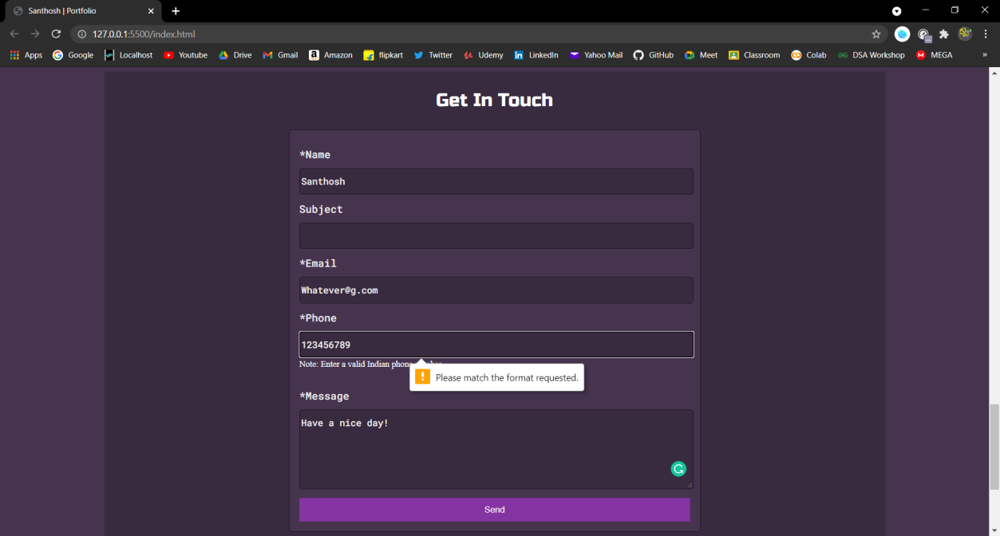 Santhosh | Portfolio
127.0.0.1:5500/index.html
Apps Google Localhost Youtube Drive Gmail Amazon flipkart Twitter Udemy LinkedIn Yahoo Mail GitHub Meet Classroom Colab DSA Workshop MEGA »
Get In Touch
*Name
Santhosh
Subject
*Email
Whatever@g.com
*Phone
123456789
Note: Enter a valid Indian phone
Please match the format requested.
*Message
Have a nice day!
Send